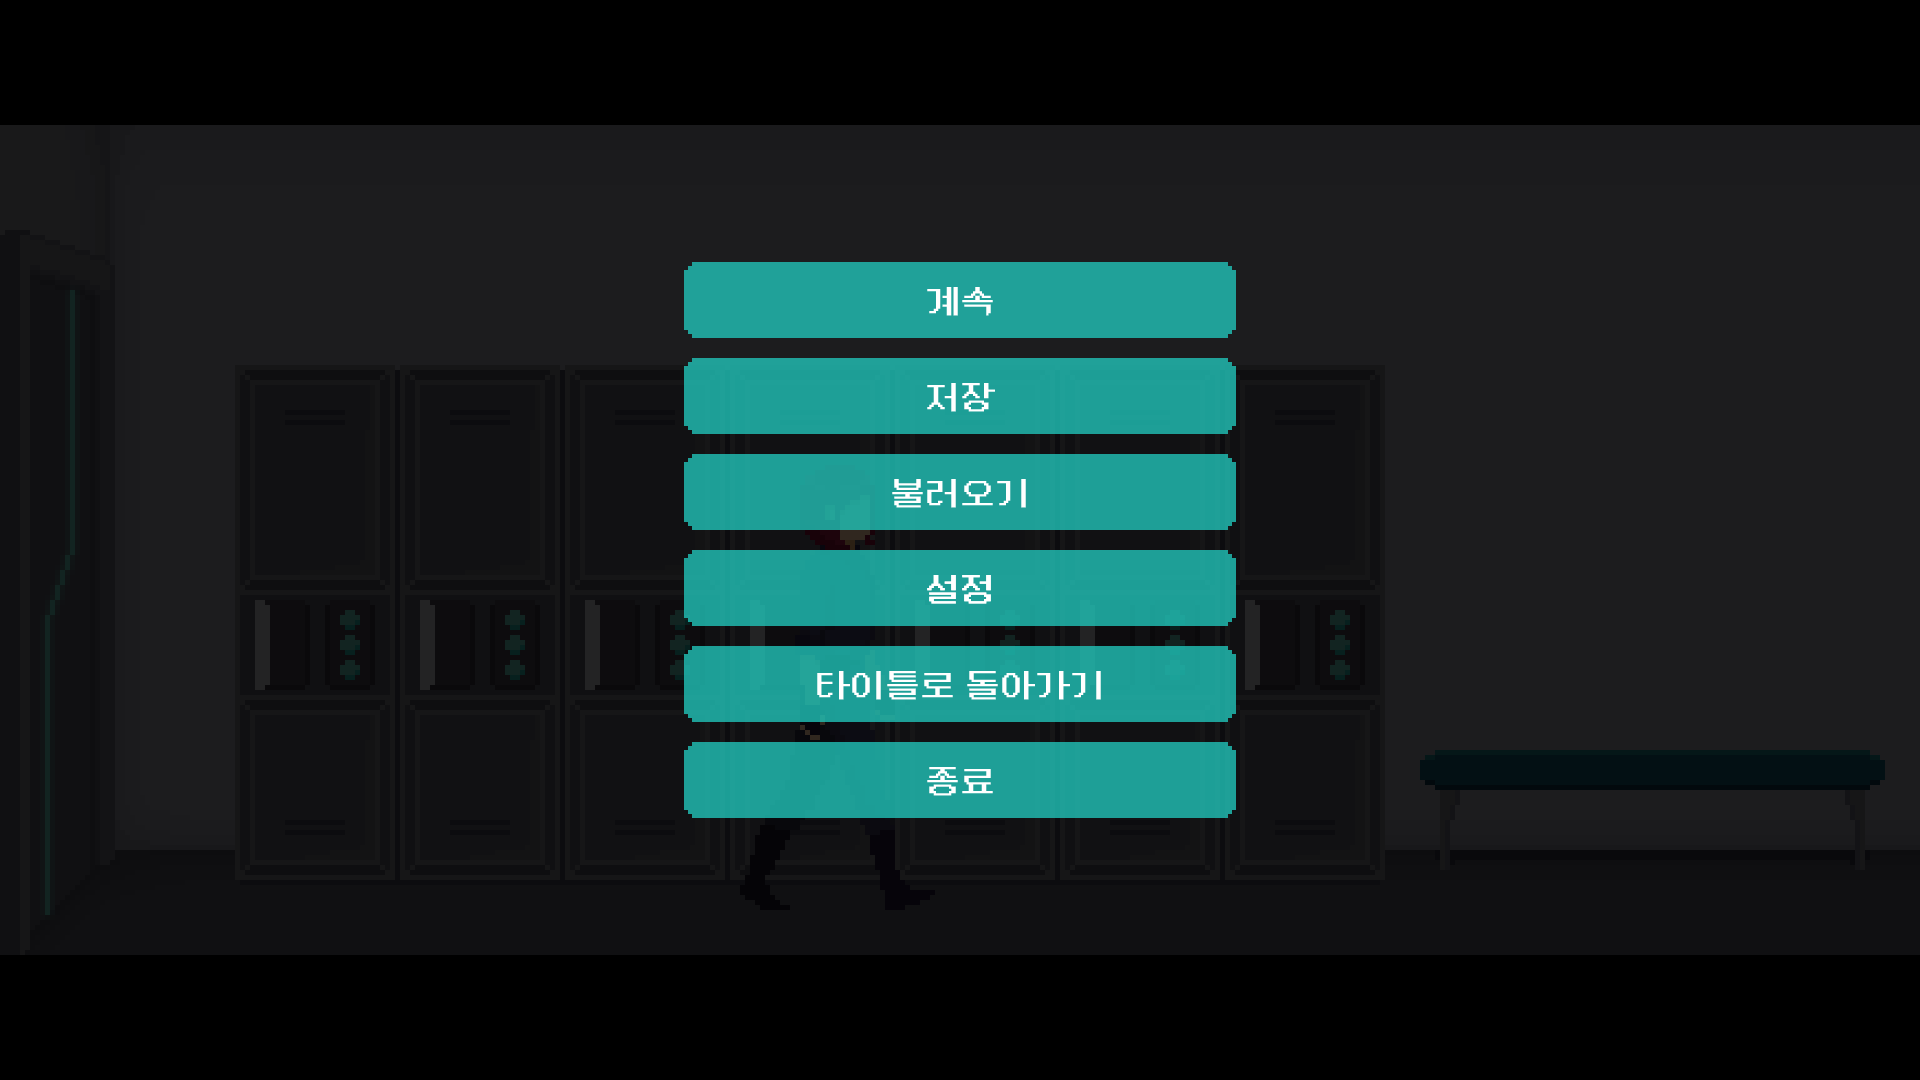 계속
저장
불러오기
설정
타이틀로 돌아가기
종료